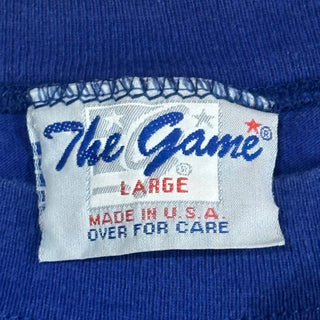 The Game®
®
LARGE
MADE IN U.S.A.
OVER FOR CARE